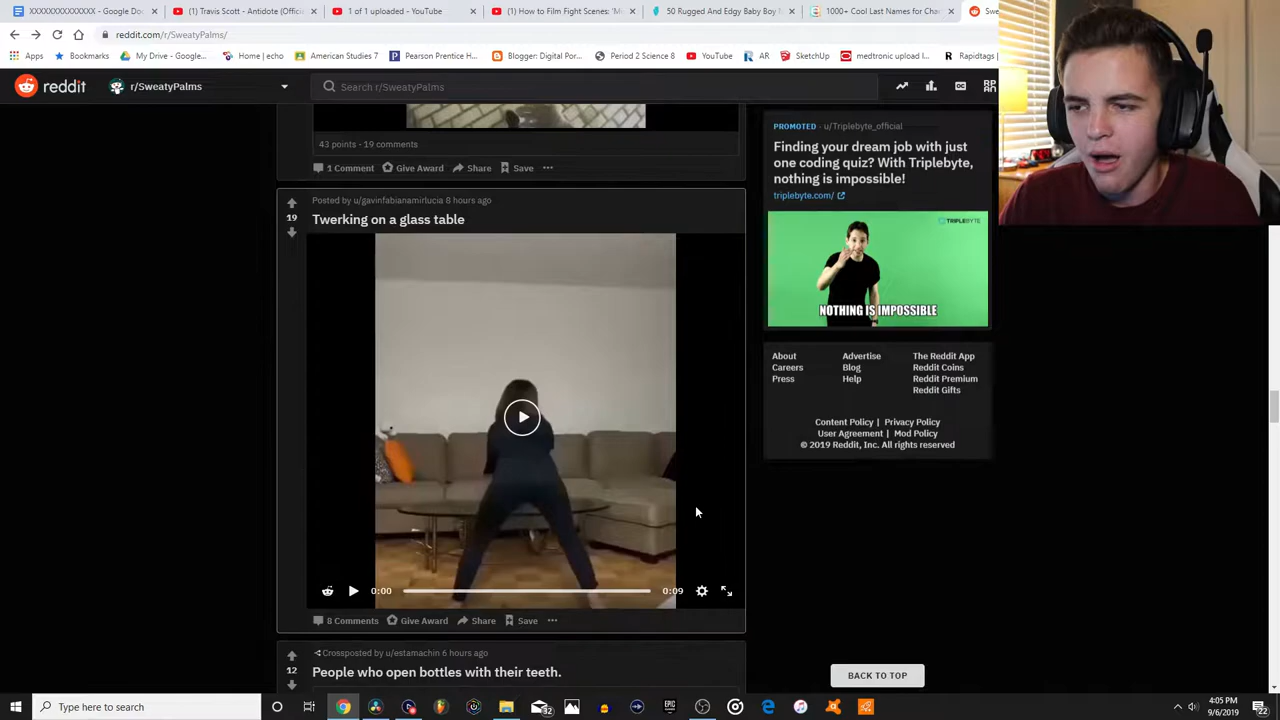 XXXXXXXXXXXXXX - Google Do
(1) Travis Scott - Antidote (Offici
1 of 1 uploaded - YouTube
(1) How to Film Fight Scenes:
50 Rugged And Edgy Baby Boy N
1000+ Cool Last Names for Cha
Sw
reddit.com/r/SweatyPalms/
Apps
Bookmarks
My Drive - Google...
Home | echo
American Studies 7
Pearson Prentice H...
Blogger: Digital Por...
Period 2 Science 8
YouTube
AR
SketchUp
medtronic upload l...
Rapidtags
reddit
r/SweatyPalms
Search r/SweatyPalms
43 points - 19 comments
1 Comment
Give Award
Share
Save
Posted by u/gavinfabianamirlucia 8 hours ago
19
Twerking on a glass table
0:00
0:09
8 Comments
Give Award
Share
Save
Crossposted by u/estamachin 6 hours ago
12
People who open bottles with their teeth.
PROMOTED · u/Triplebyte_official
Finding your dream job with just
one coding quiz? With Triplebyte,
nothing is impossible!
triplebyte.com/
TRIPLEBYTE
NOTHING IS IMPOSSIBLE
About
Advertise
The Reddit App
Careers
Blog
Reddit Coins
Press
Help
Reddit Premium
Reddit Gifts
Content Policy | Privacy Policy
User Agreement | Mod Policy
© 2019 Reddit, Inc. All rights reserved
BACK TO TOP
Type here to search
32
EPIC
4:05 PM
9/6/2019
22